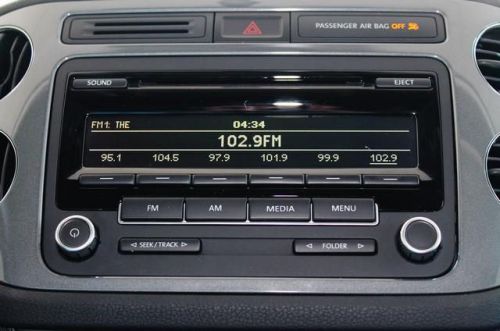 PASSENGER AIR BAG OFF
SOUND EJECT
FM1: THE 04:34
102.9FM
95.1 104.5 97.9 101.9 99.9 102.9
FM AM MEDIA MENU
SEEK / TRACK FOLDER